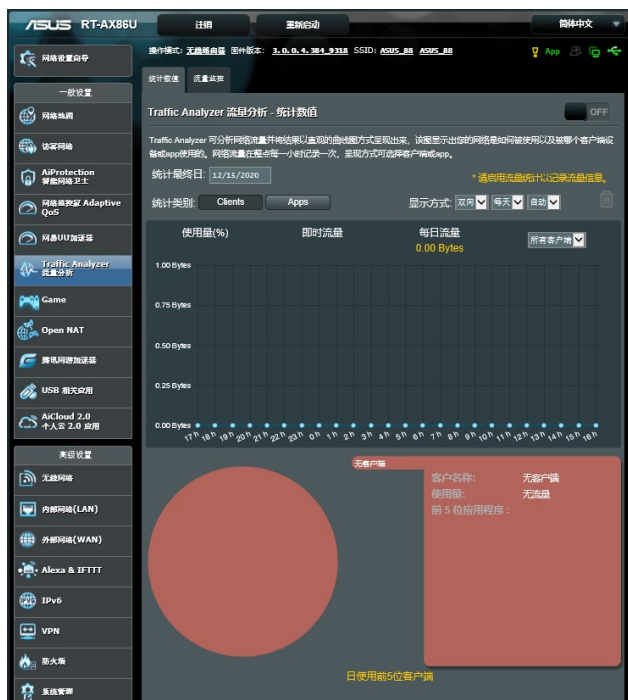 ASUS RT-AX86U 注销 重新启动 简体中文
操作模式: 无线路由器 固件版本: 3.0.0.4.384_9318 SSID: ASUS_88 ASUS_88 App
网络设置向导
统计数值 流量监控
一般设置
网络地图
访客网络
AiProtection
智能网络卫士
网络监控家 Adaptive
QoS
网易UU加速器
Traffic Analyzer
流量分析
Game
Open NAT
腾讯网游加速器
USB 相关应用
AiCloud 2.0
个人云 2.0 应用
高级设置
无线网络
内部网络(LAN)
外部网络(WAN)
Alexa & IFTTT
IPv6
VPN
防火墙
系统管理
Traffic Analyzer 流量分析 - 统计数值 OFF
Traffic Analyzer 可分析网络流量并将结果以直观的曲线图方式呈现出来，该图显示出您的网络是如何被使用以及被哪个客户端设
备或app使用的。网络流量在整点每一小时记录一次，呈现方式可选择客户端或app。
统计最终日: 12/15/2020 * 请启用流量统计以记录流量信息。
统计类别: Clients Apps 显示方式: 双向 每天 自动
使用量(%) 即时流量 每日流量 所有客户端
0.00 Bytes
1.00 Bytes
0.75 Bytes
0.50 Bytes
0.25 Bytes
0.00 Bytes
17 h 18 h 19 h 20 h 21 h 22 h 23 h 0 h 1 h 2 h 3 h 4 h 5 h 6 h 7 h 8 h 9 h 10 h 11 h 12 h 13 h 14 h 15 h 16 h
无客户端
客户名称: 无客户端
使用量: 无流量
前 5 位应用程序：
日使用前5位客户端